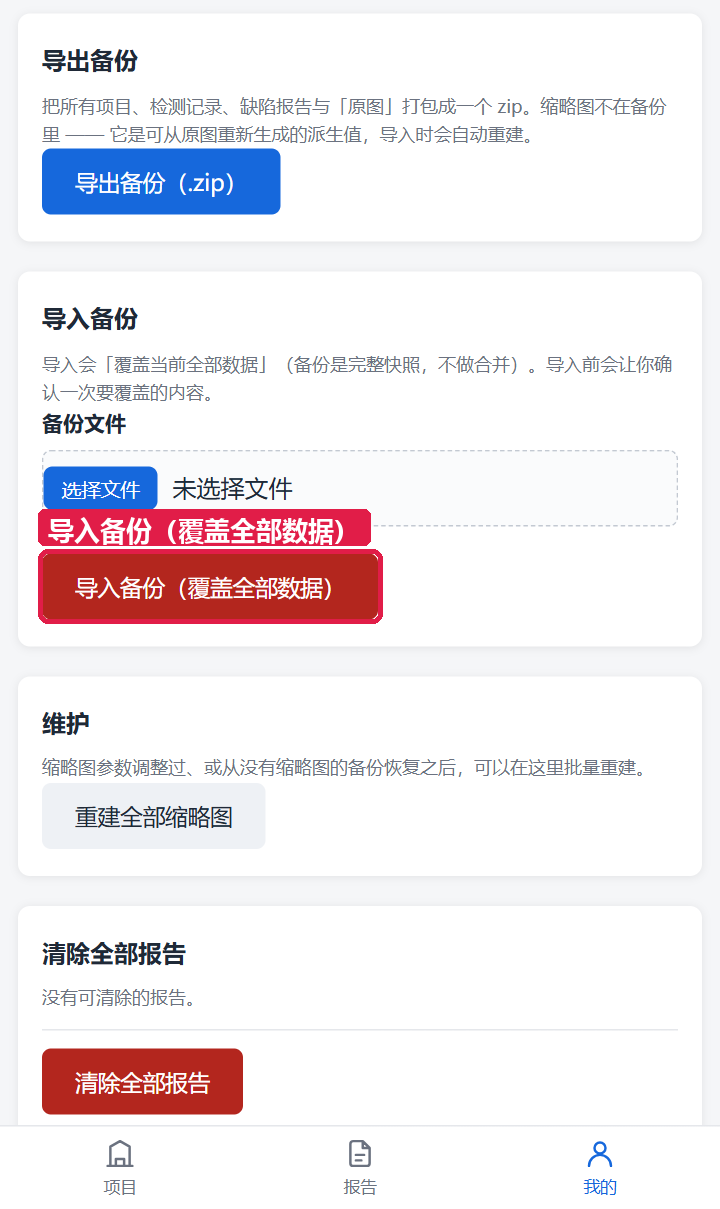 导出备份
把所有项目、检测记录、缺陷报告与「原图」打包成一个 zip。缩略图不在备份
里 —— 它是可从原图重新生成的派生值，导入时会自动重建。
导出备份（.zip）
导入备份
导入会「覆盖当前全部数据」（备份是完整快照，不做合并）。导入前会让你确
认一次要覆盖的内容。
备份文件
选择文件 未选择文件
导入备份（覆盖全部数据）
导入备份（覆盖全部数据）
维护
缩略图参数调整过、或从没有缩略图的备份恢复之后，可以在这里批量重建。
重建全部缩略图
清除全部报告
没有可清除的报告。
清除全部报告
项目 报告 我的